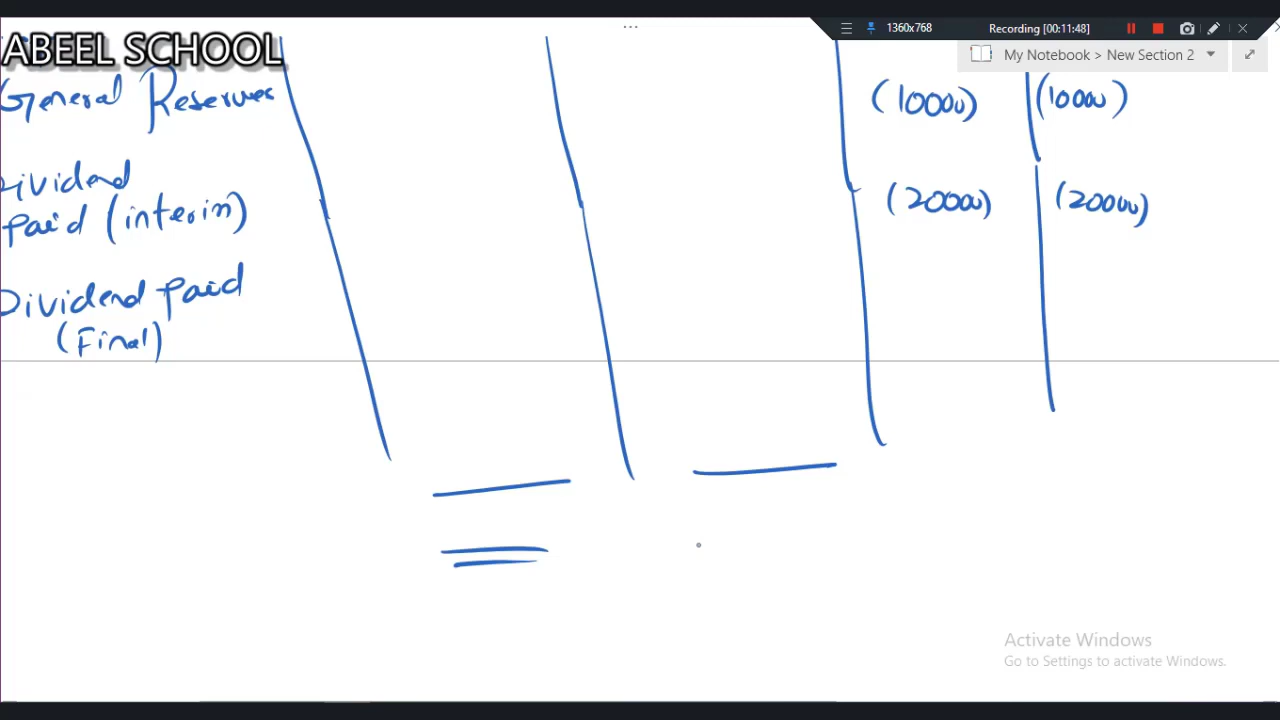 1360x768
Recording [00:11:48]
ABEEL SCHOOL
My Notebook > New Section 2
General Reserves
(10000)
(10000)
Dividend
Paid (interim)
(20000)
(20000)
Dividend Paid
(Final)
Activate Windows
Go to Settings to activate Windows.